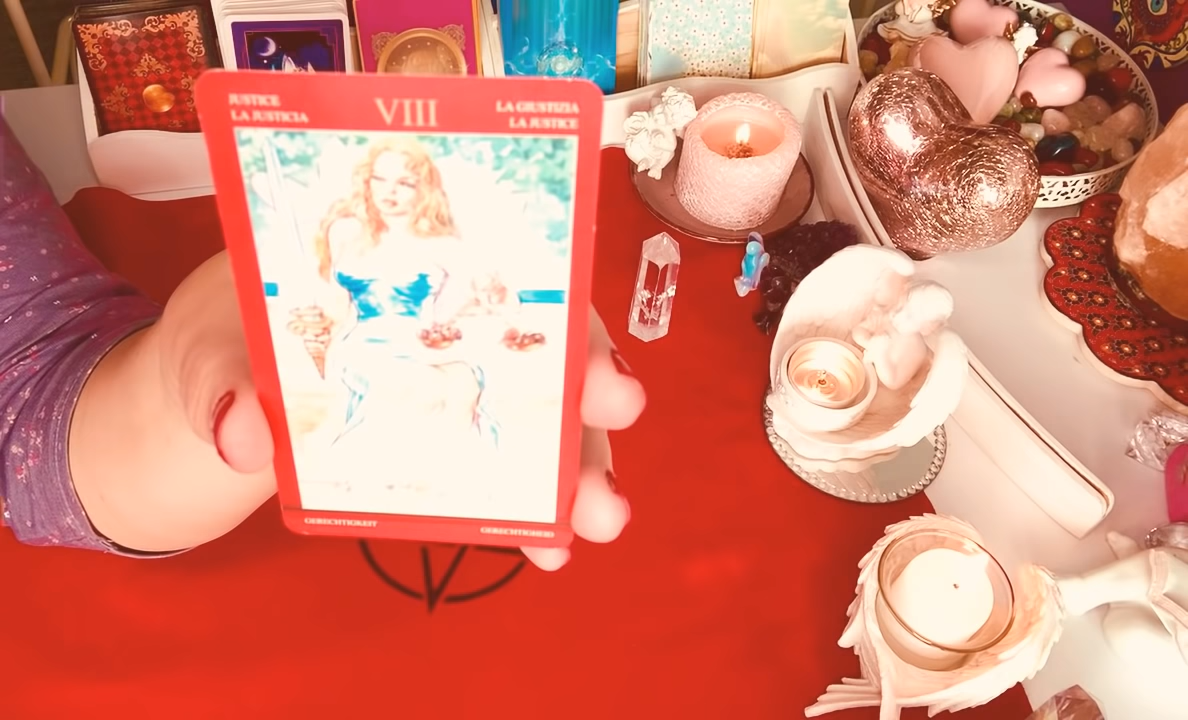 JUSTICE
LA JUSTICIA
VIII
LA GIUSTIZIA
LA JUSTICE
GERECHTIGKEIT
GERECHTIGHEID